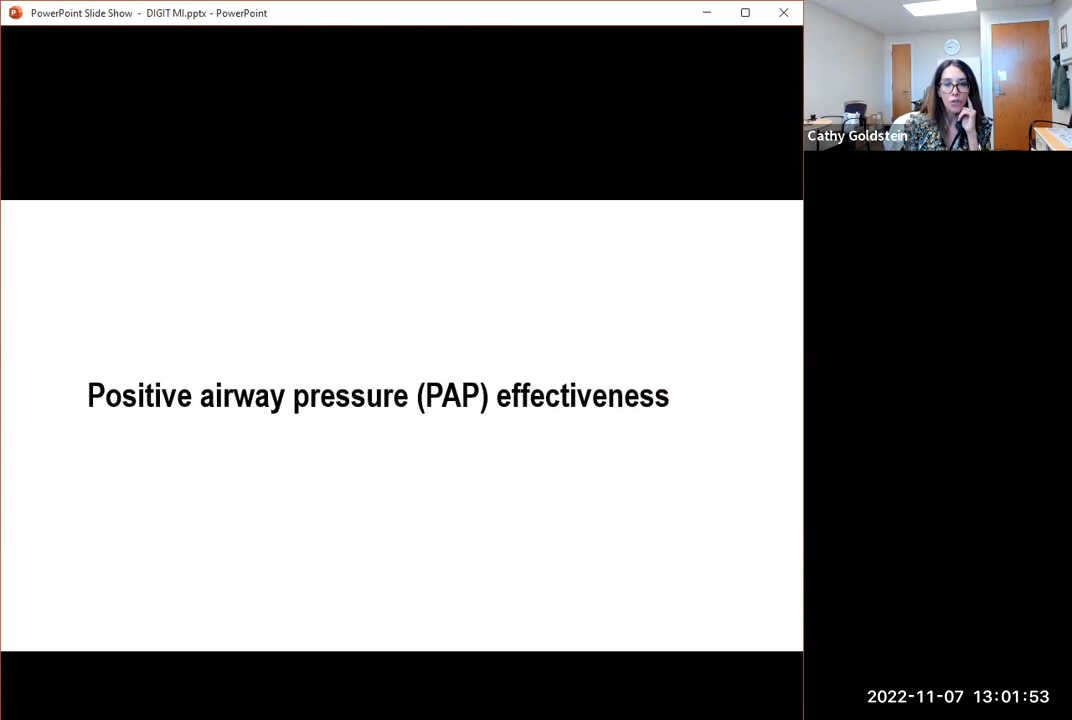 PowerPoint Slide Show - DIGIT MI.pptx - PowerPoint
Cathy Goldstein
Positive airway pressure (PAP) effectiveness
2022-11-07 13:01:53